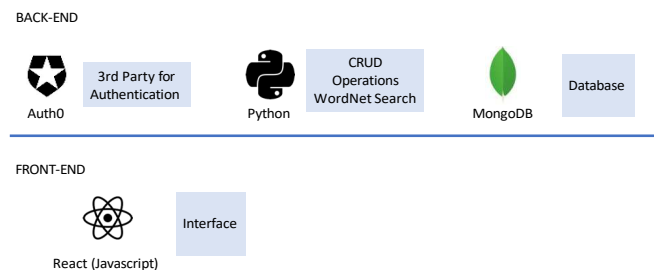 BACK-END
3rd Party for
Authentication
Auth0
CRUD
Operations
WordNet Search
Python
Database
MongoDB
FRONT-END
Interface
React (Javascript)